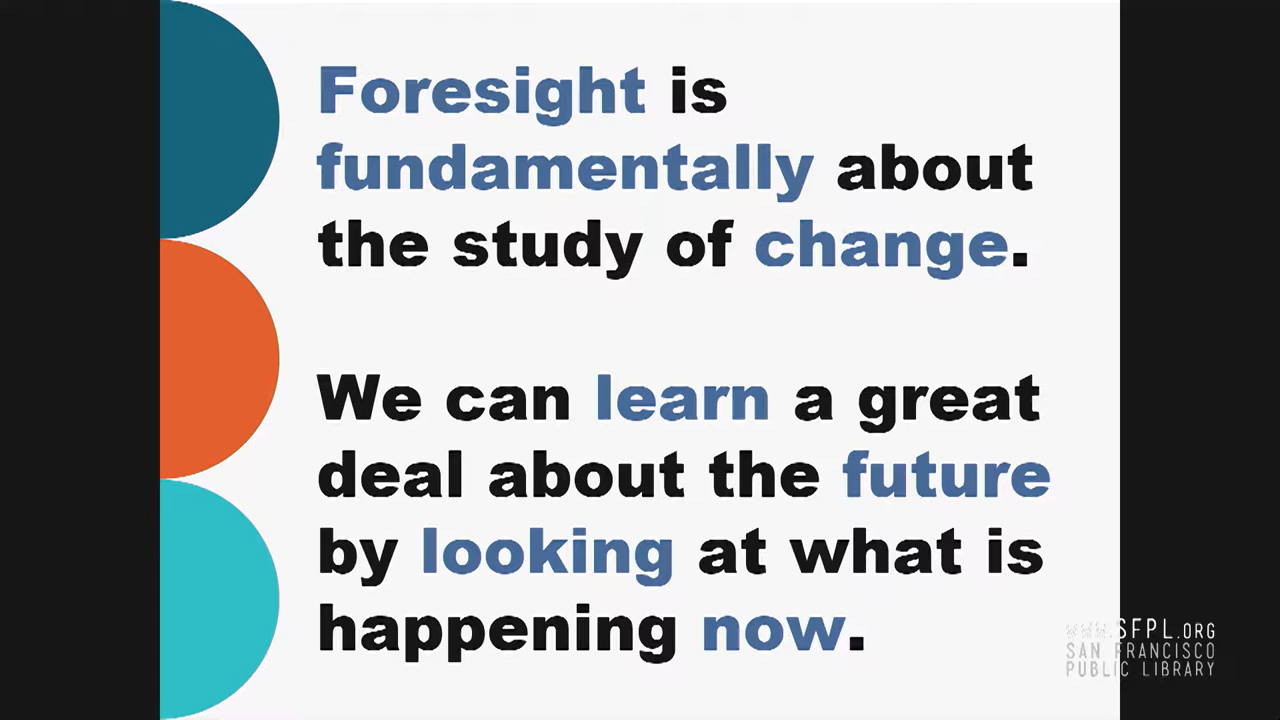 Foresight is
fundamentally about
the study of change.
We can learn a great
deal about the future
by looking at what is
happening now.
www.SFPL.ORG
SAN FRANCISCO
PUBLIC LIBRARY